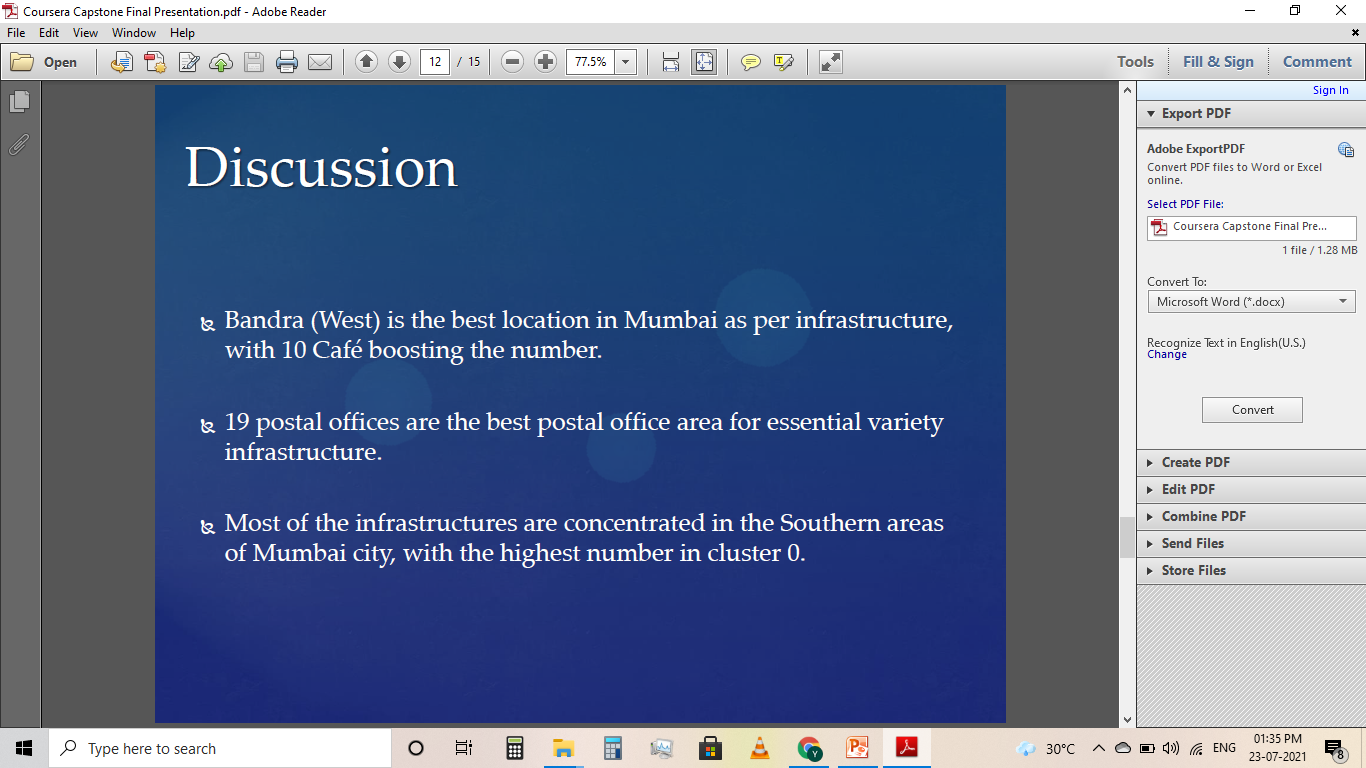 Coursera Capstone Final Presentation.pdf - Adobe Reader
File Edit View Window Help
Open 12 / 15 77.5% Tools Fill & Sign Comment
Sign In
Export PDF
Adobe ExportPDF
Convert PDF files to Word or Excel
online.
Select PDF File:
Coursera Capstone Final Pre...
1 file / 1.28 MB
Convert To:
Microsoft Word (*.docx)
Recognize Text in English(U.S.)
Change
Convert
Create PDF
Edit PDF
Combine PDF
Send Files
Store Files
Discussion
Bandra (West) is the best location in Mumbai as per infrastructure,
with 10 Café boosting the number.
19 postal offices are the best postal office area for essential variety
infrastructure.
Most of the infrastructures are concentrated in the Southern areas
of Mumbai city, with the highest number in cluster 0.
Type here to search
30°C ENG 01:35 PM
23-07-2021
8